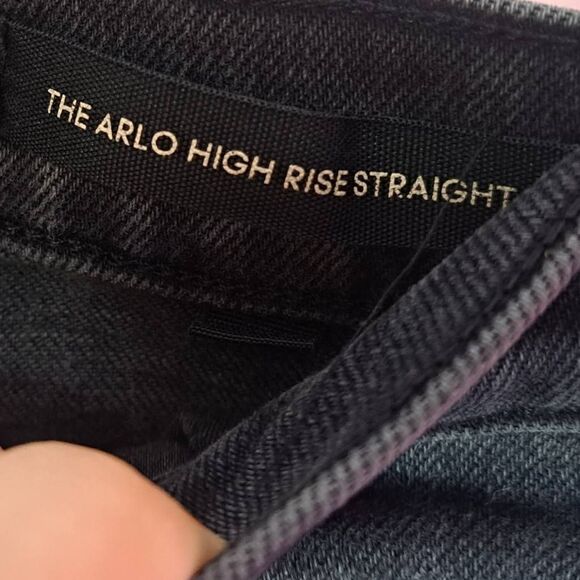 THE ARLO HIGH RISE STRAIGHT